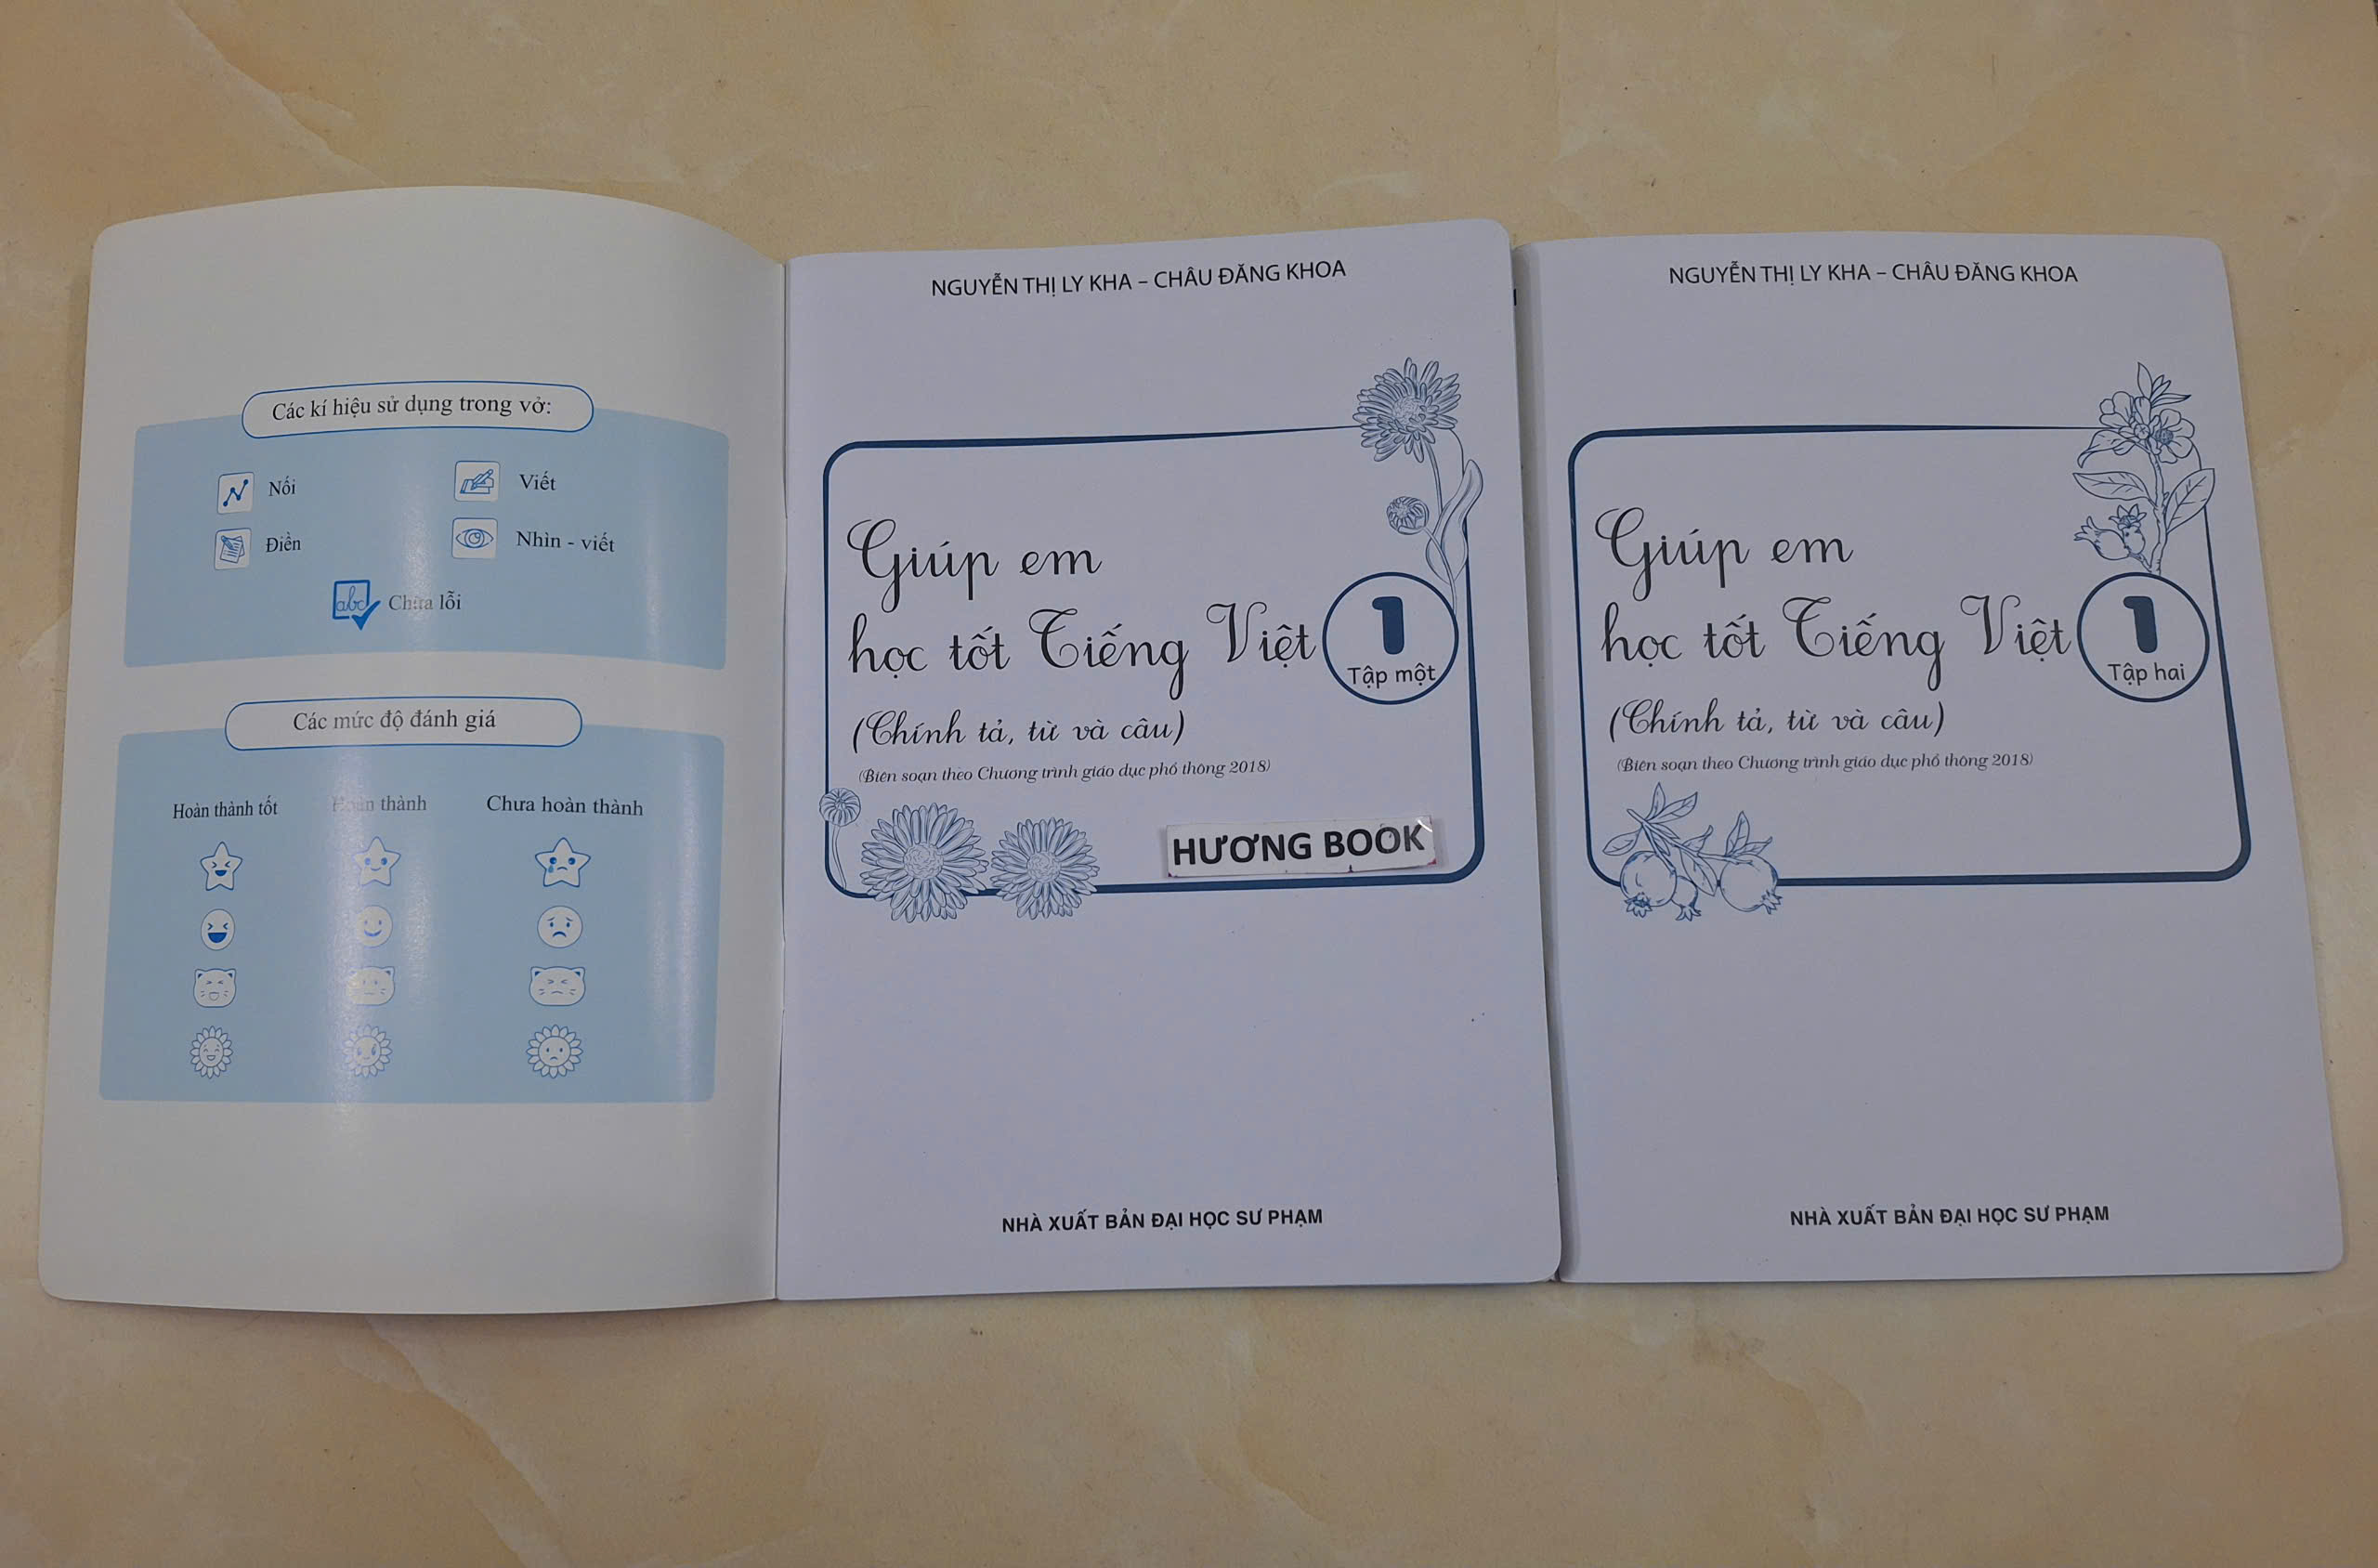 Các kí hiệu sử dụng trong vở:
Nối
Viết
Điền
Nhìn - viết
abc
Chữa lỗi
Các mức độ đánh giá
Hoàn thành tốt
Hoàn thành
Chưa hoàn thành
NGUYỄN THỊ LY KHA – CHÂU ĐĂNG KHOA
Giúp em
học tốt Tiếng Việt
1
Tập một
(Chính tả, từ và câu)
(Biên soạn theo Chương trình giáo dục phổ thông 2018)
HƯƠNG BOOK
NHÀ XUẤT BẢN ĐẠI HỌC SƯ PHẠM
NGUYỄN THỊ LY KHA – CHÂU ĐĂNG KHOA
Giúp em
học tốt Tiếng Việt
1
Tập hai
(Chính tả, từ và câu)
(Biên soạn theo Chương trình giáo dục phổ thông 2018)
NHÀ XUẤT BẢN ĐẠI HỌC SƯ PHẠM